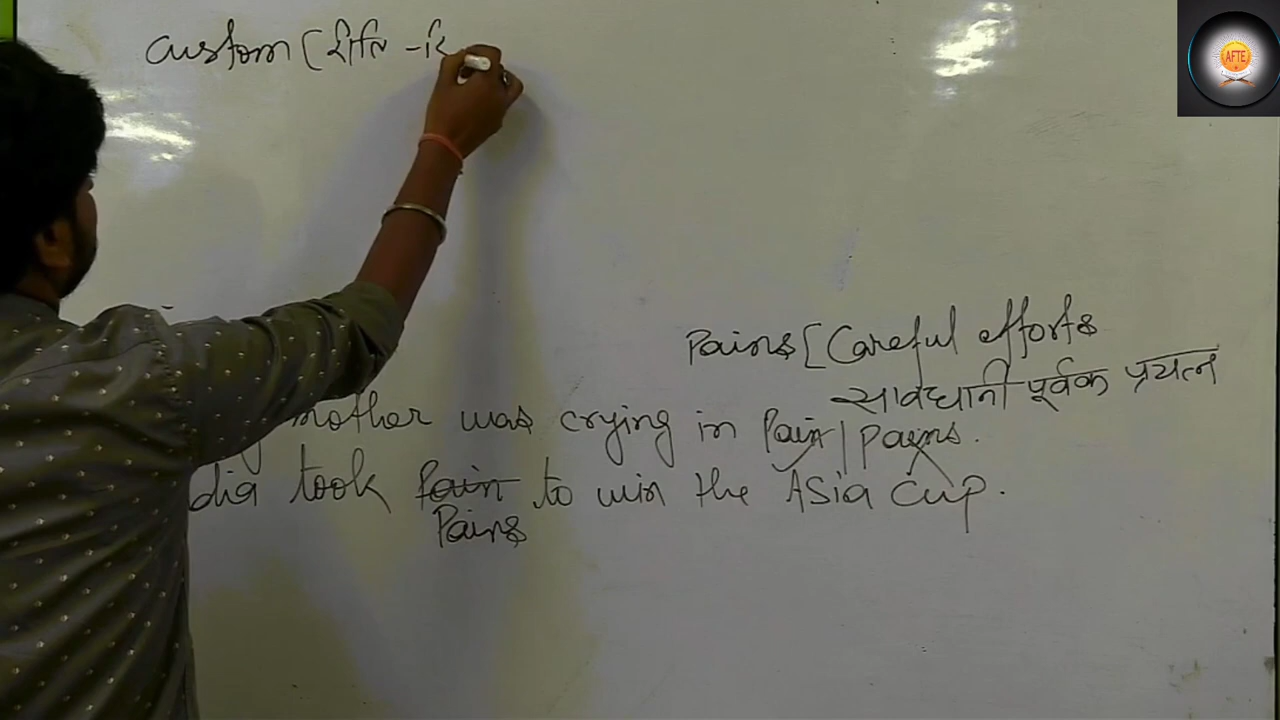 Custom [रीति - रि
Pains [Careful efforts
सावधानी पूर्वक प्रयत्न
mother was crying in Pain | pains.
dia took Pain to win the Asia Cup.
Pains
AFTE